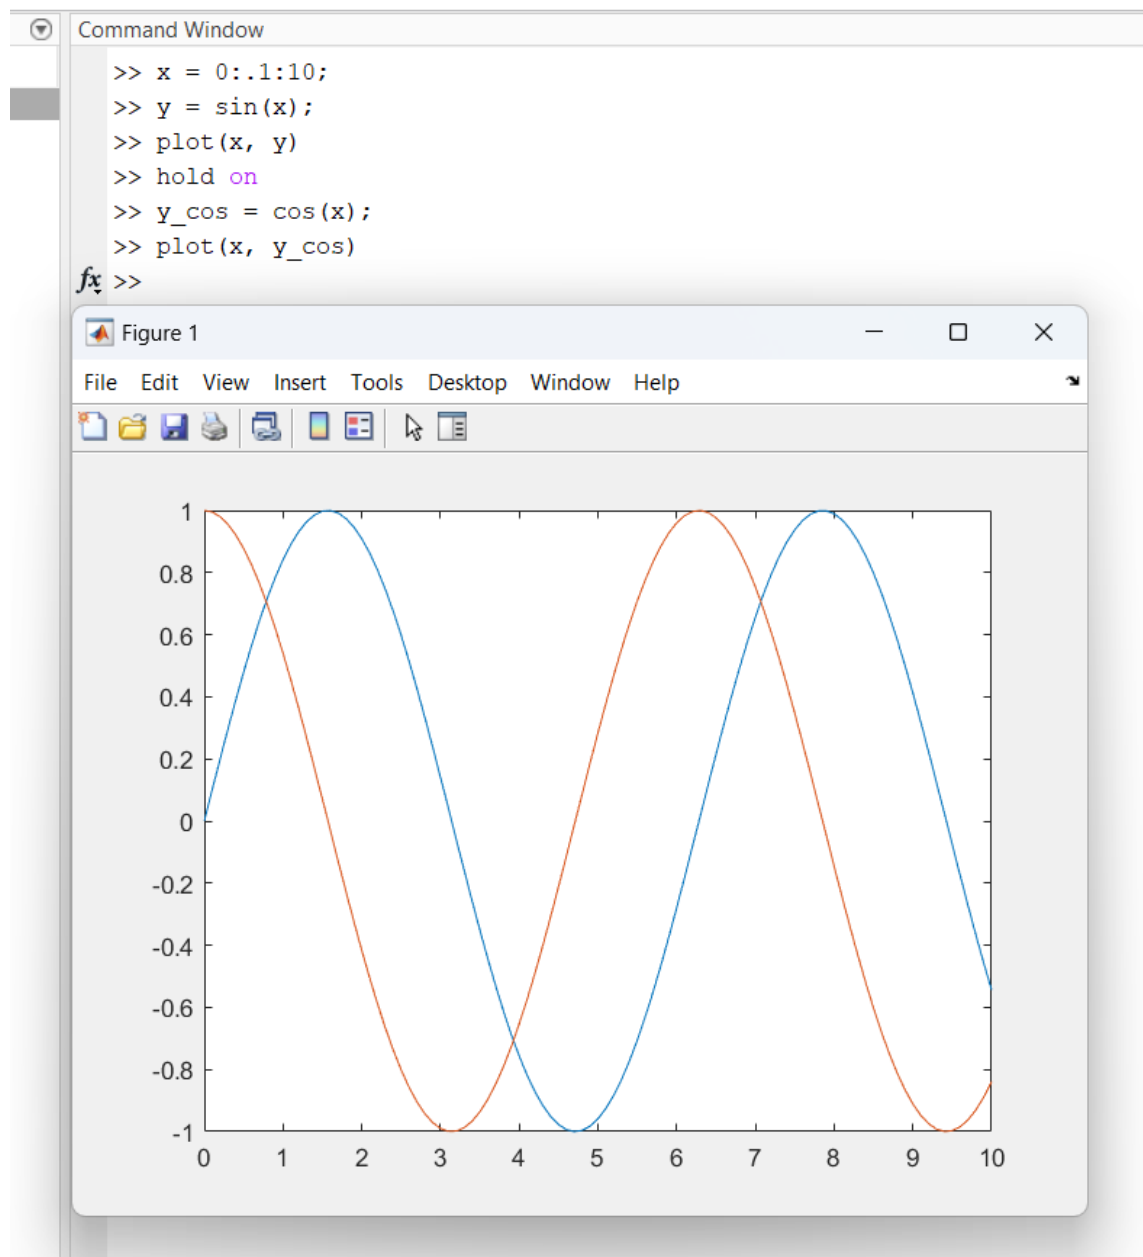 Command Window
>> x = 0:.1:10;
>> y = sin(x);
>> plot(x, y)
>> hold on
>> y_cos = cos(x);
>> plot(x, y_cos)
fx >>
Figure 1
File Edit View Insert Tools Desktop Window Help
1
0.8
0.6
0.4
0.2
0
-0.2
-0.4
-0.6
-0.8
-1
0 1 2 3 4 5 6 7 8 9 10